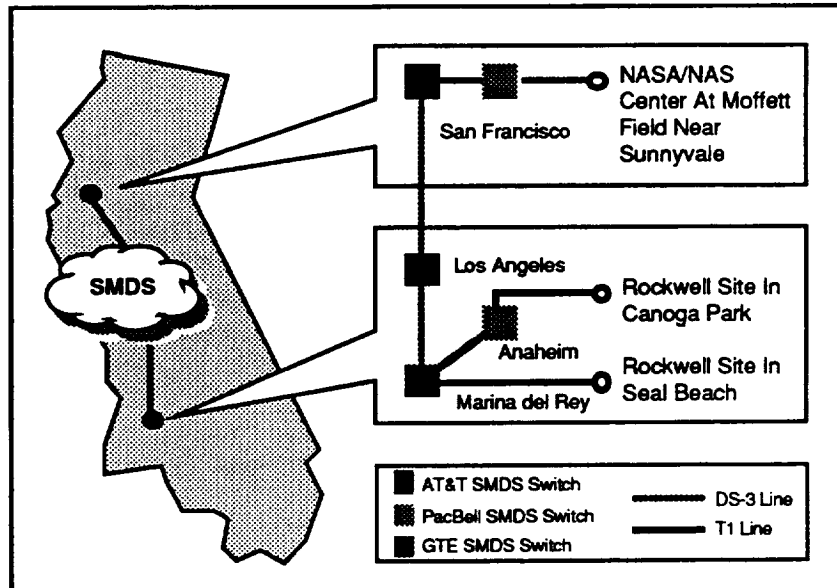 NASA/NAS
Center At Moffett
Field Near
Sunnyvale
San Francisco
SMDS
Los Angeles
Rockwell Site In
Canoga Park
Anaheim
Rockwell Site In
Seal Beach
Marina del Rey
AT&T SMDS Switch
PacBell SMDS Switch
GTE SMDS Switch
DS-3 Line
T1 Line